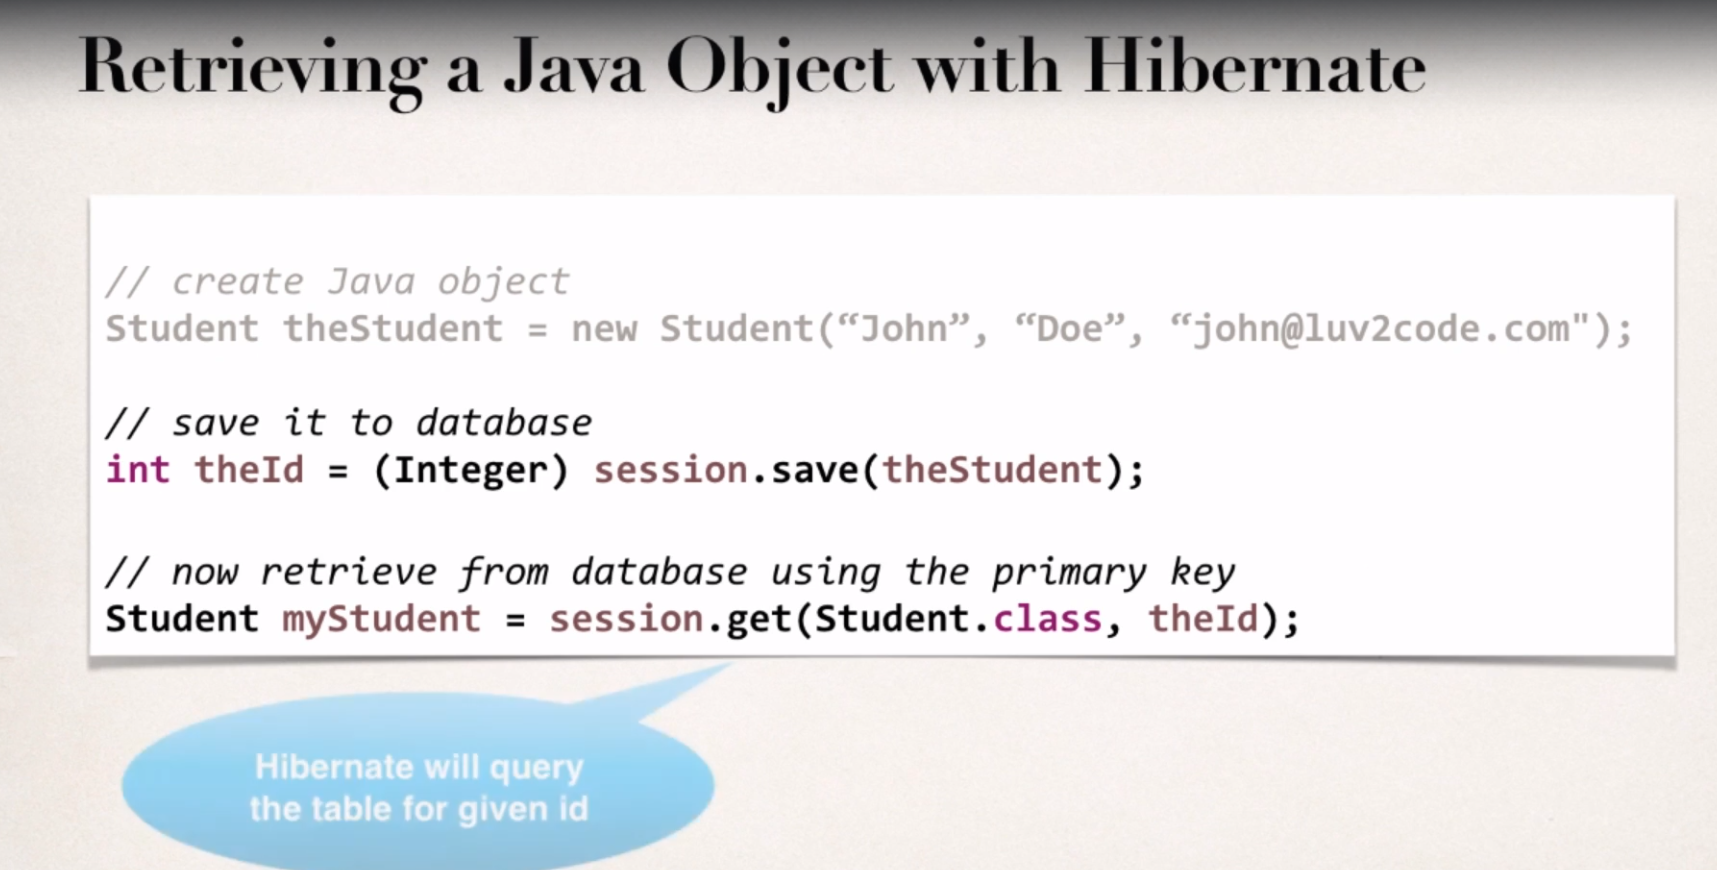 Retrieving a Java Object with Hibernate
// create Java object
Student theStudent = new Student(“John”, “Doe”, “john@luv2code.com");
// save it to database
int theId = (Integer) session.save(theStudent);
// now retrieve from database using the primary key
Student myStudent = session.get(Student.class, theId);
Hibernate will query
the table for given id